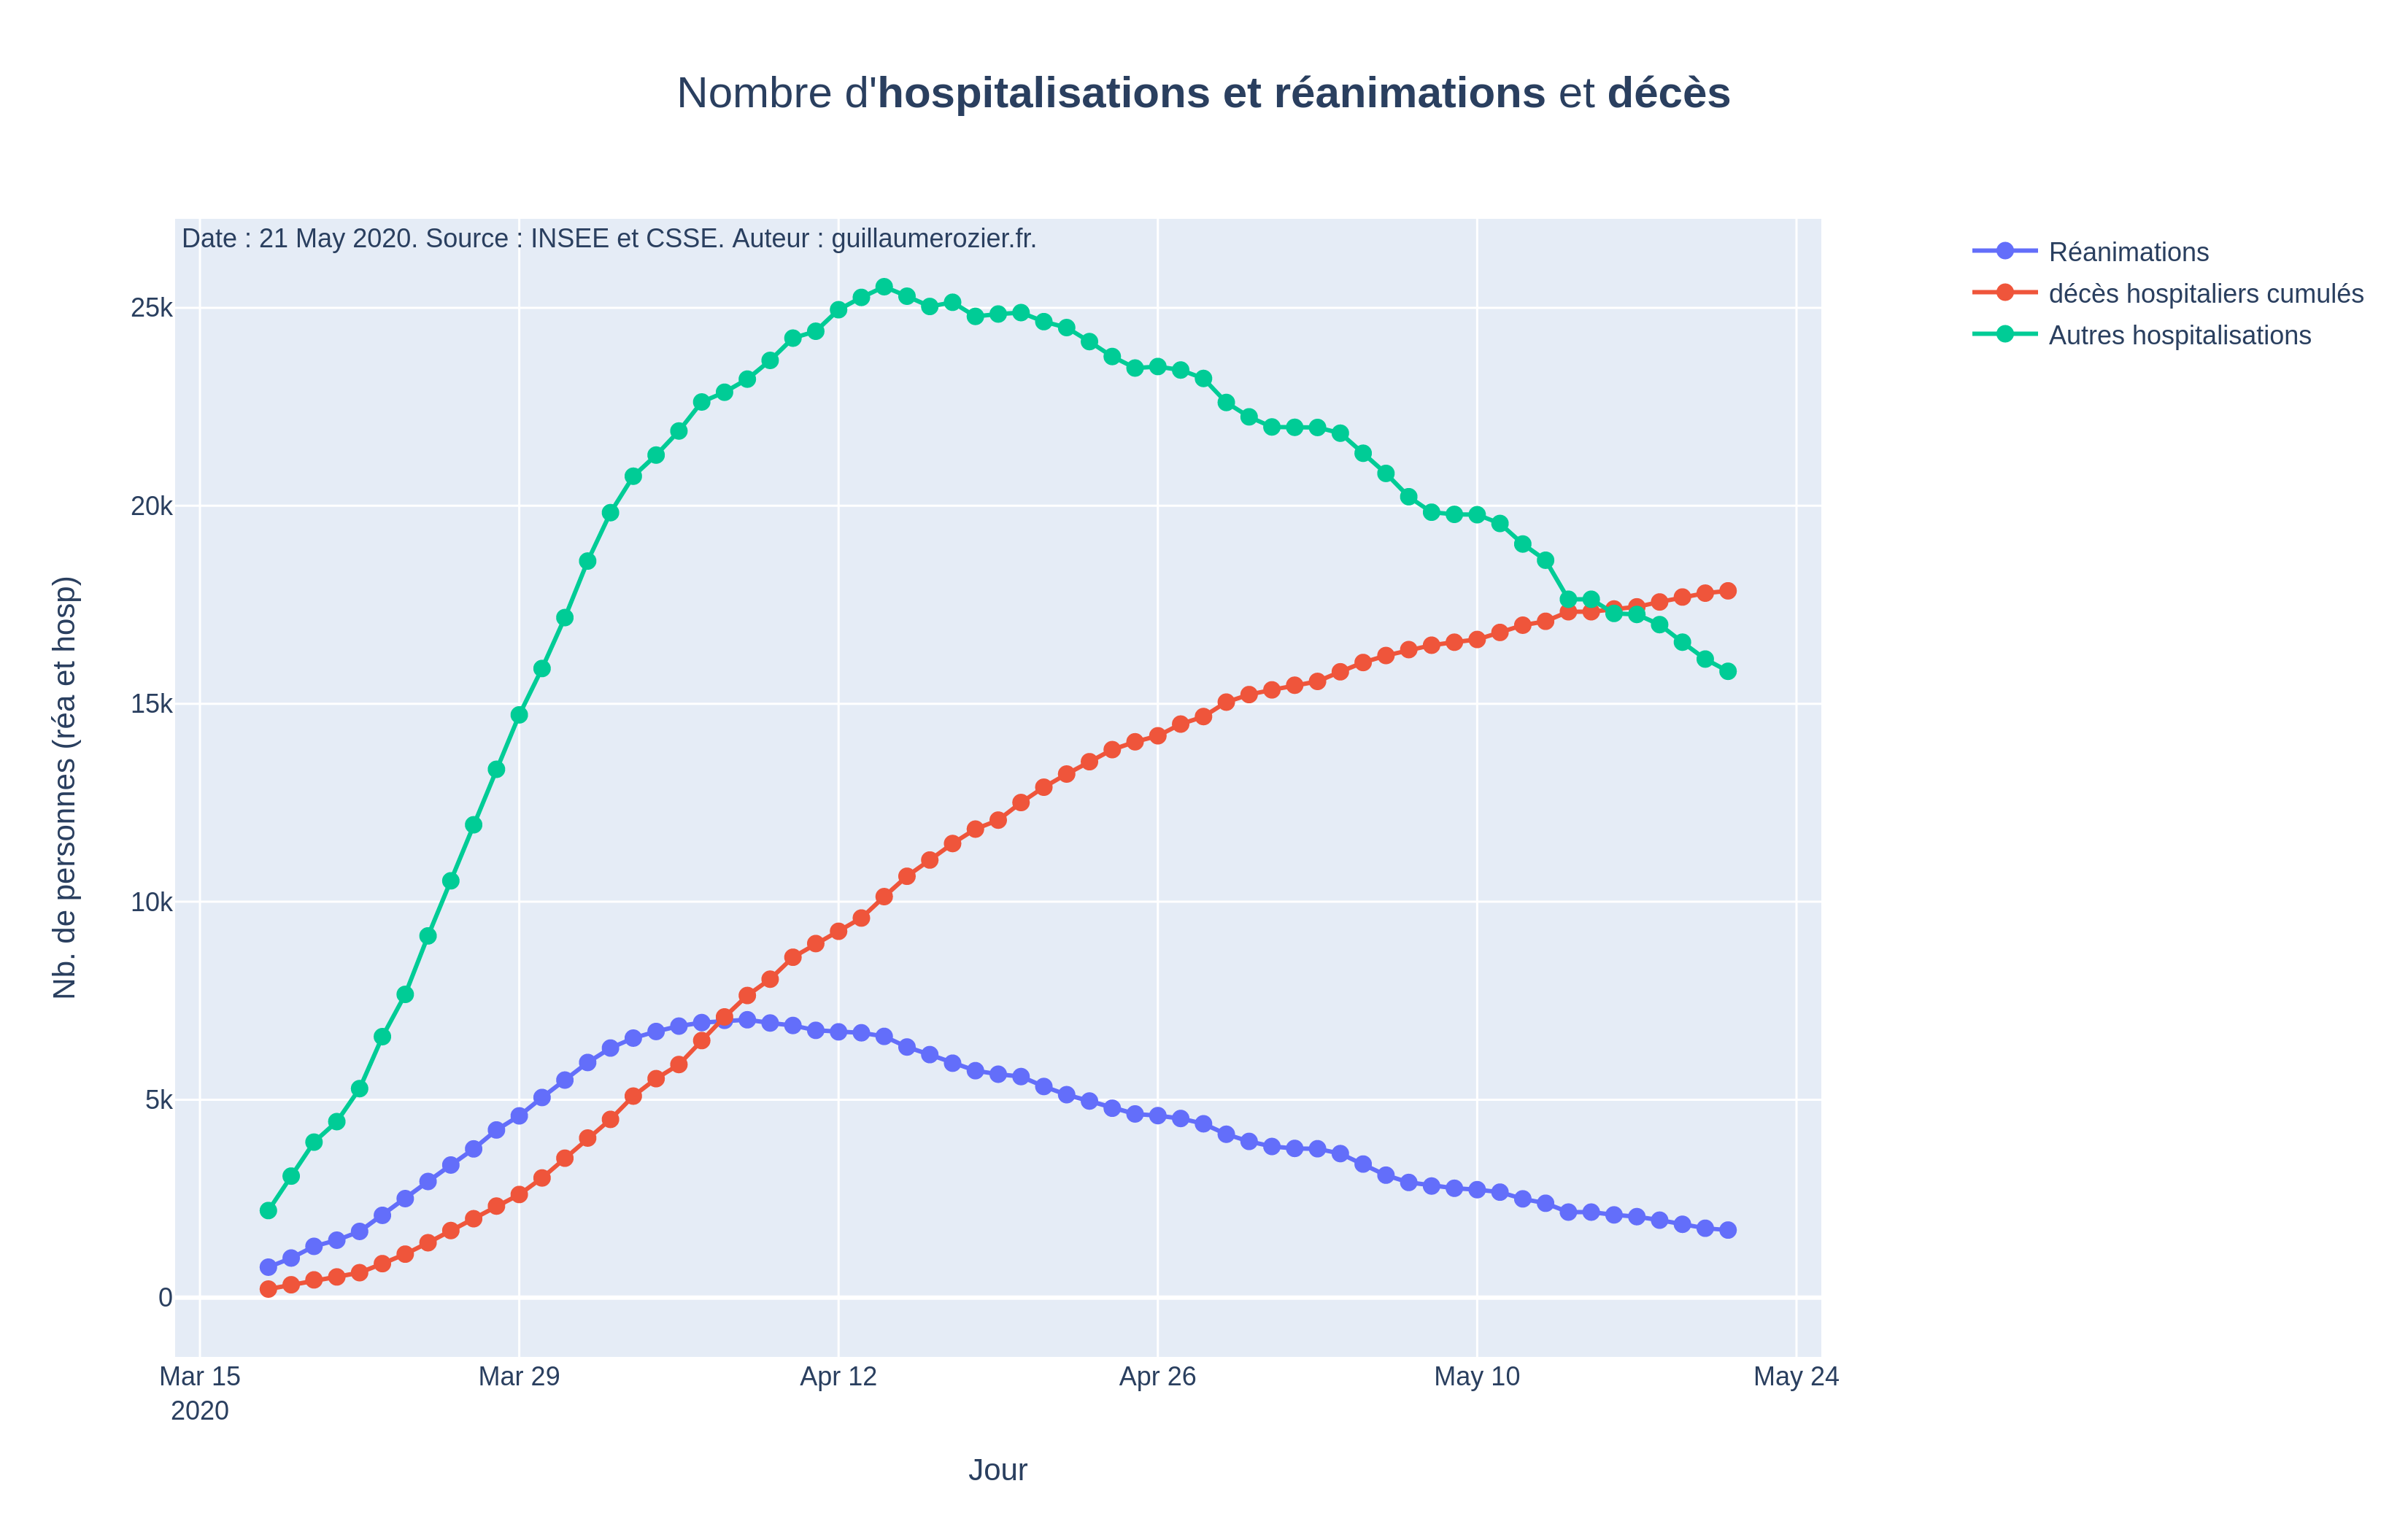 Nombre d'hospitalisations et réanimations et décès
Date : 21 May 2020. Source : INSEE et CSSE. Auteur : guillaumerozier.fr.
Réanimations
décès hospitaliers cumulés
Autres hospitalisations
25k
20k
15k
10k
5k
0
Nb. de personnes (réa et hosp)
Mar 15
2020
Mar 29
Apr 12
Apr 26
May 10
May 24
Jour